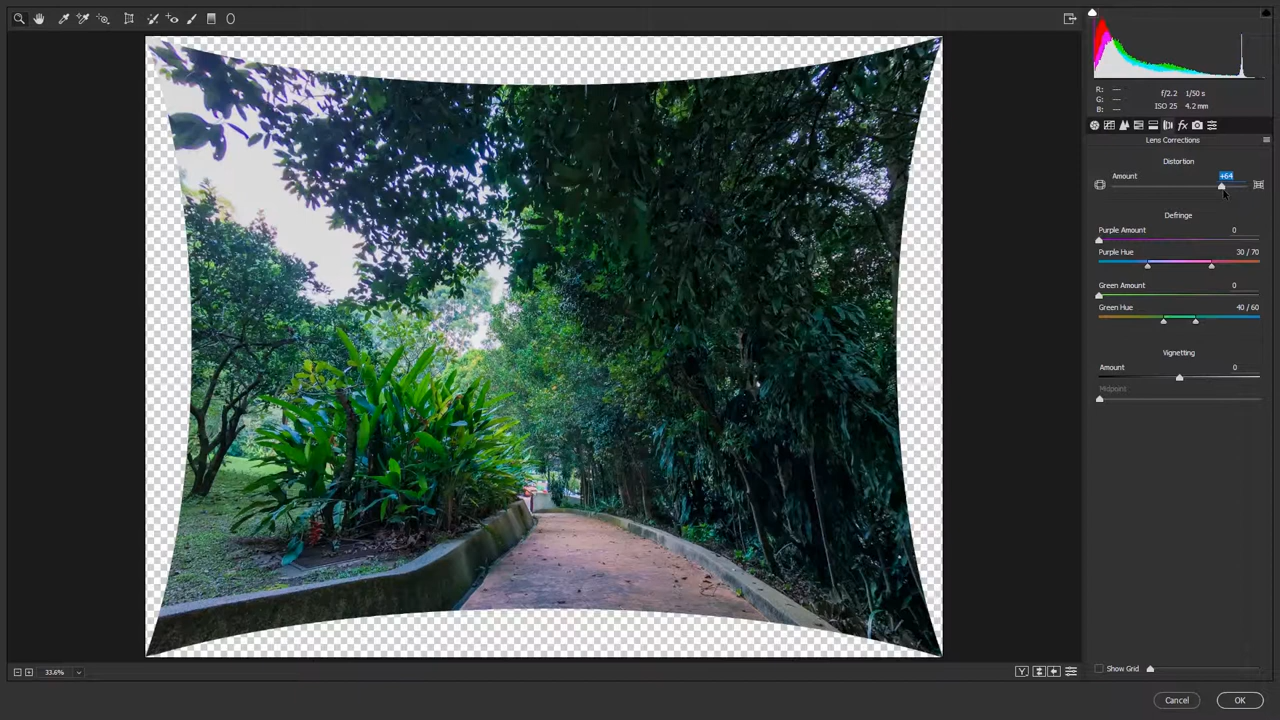 R: ---
G: ---
B: ---
f/2.2 1/50 s
ISO 25 4.2 mm
fx
Lens Corrections
Distortion
Amount +64
Defringe
Purple Amount 0
Purple Hue 30 / 70
Green Amount 0
Green Hue 40 / 60
Vignetting
Amount 0
Midpoint
Show Grid
33.6%
Y
Cancel OK